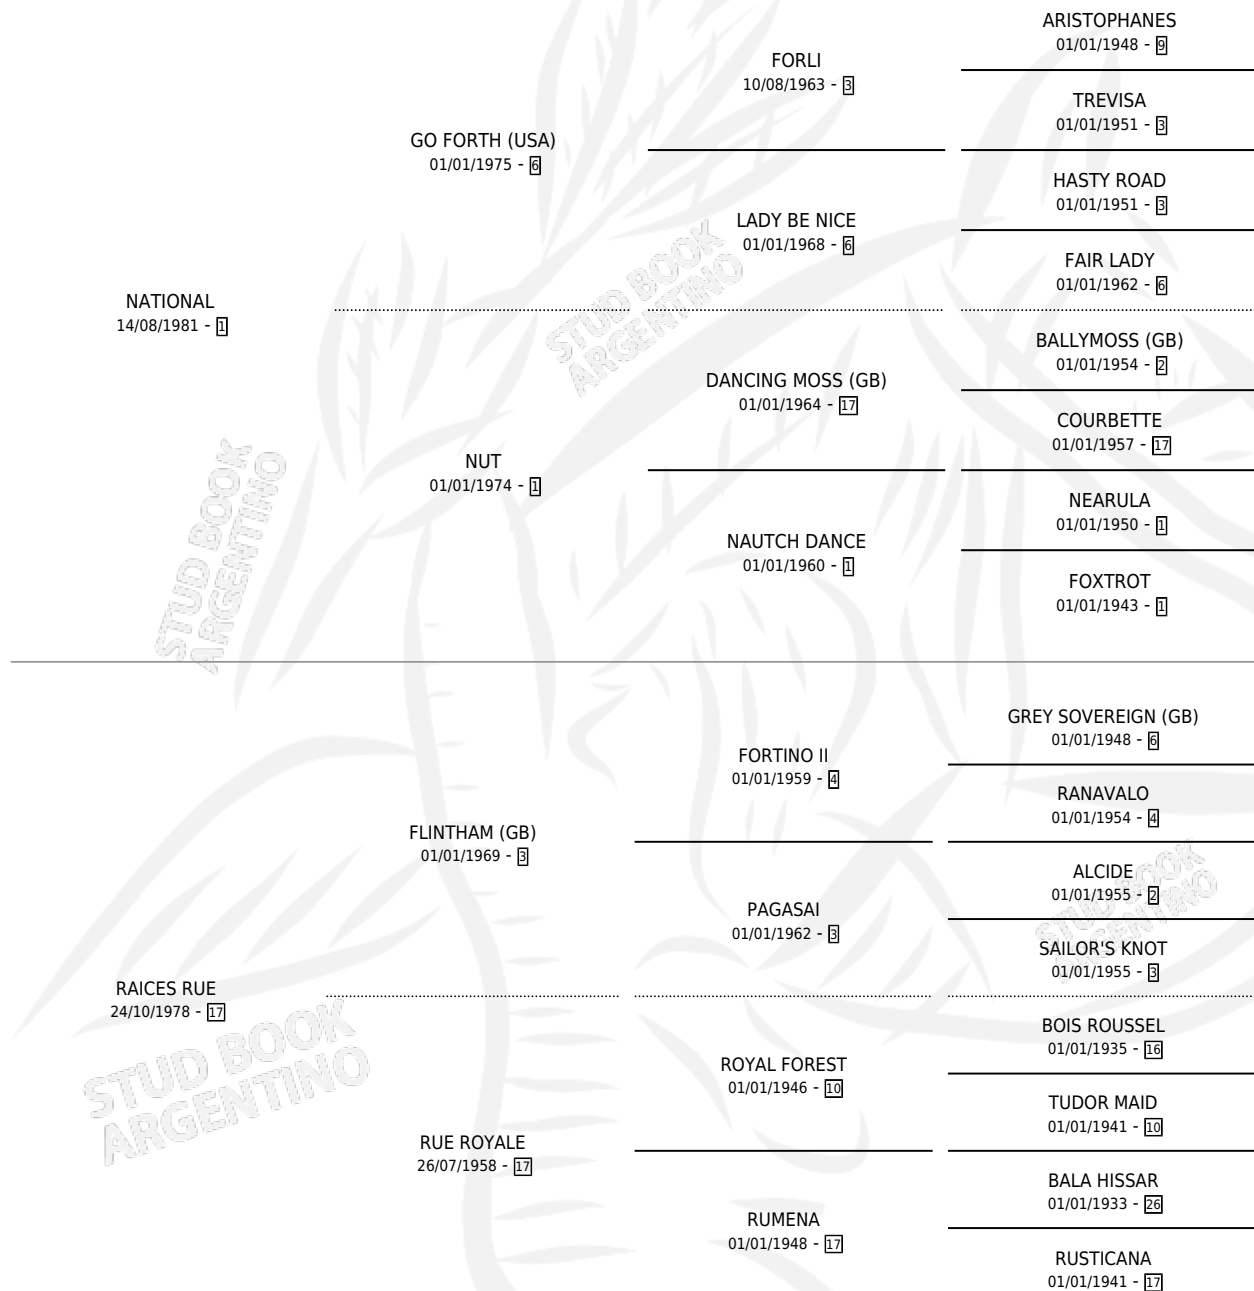 ARISTOPHANES
01/01/1948 - 9
FORLI
10/08/1963 - 3
TREVISA
01/01/1951 - 3
GO FORTH (USA)
01/01/1975 - 6
HASTY ROAD
01/01/1951 - 3
LADY BE NICE
01/01/1968 - 6
FAIR LADY
01/01/1962 - 6
NATIONAL
14/08/1981 - 1
BALLYMOSS (GB)
01/01/1954 - 2
DANCING MOSS (GB)
01/01/1964 - 17
COURBETTE
01/01/1957 - 17
NUT
01/01/1974 - 1
NEARULA
01/01/1950 - 1
NAUTCH DANCE
01/01/1960 - 1
FOXTROT
01/01/1943 - 1
GREY SOVEREIGN (GB)
01/01/1948 - 6
FORTINO II
01/01/1959 - 4
RANAVALO
01/01/1954 - 4
FLINTHAM (GB)
01/01/1969 - 3
ALCIDE
01/01/1955 - 2
PAGASAI
01/01/1962 - 3
SAILOR'S KNOT
01/01/1955 - 3
RAICES RUE
24/10/1978 - 17
BOIS ROUSSEL
01/01/1935 - 16
ROYAL FOREST
01/01/1946 - 10
TUDOR MAID
01/01/1941 - 10
RUE ROYALE
26/07/1958 - 17
BALA HISSAR
01/01/1933 - 26
RUMENA
01/01/1948 - 17
RUSTICANA
01/01/1941 - 17
STUD BOOK
ARGENTINO
STUD BOOK
ARGENTINO
STUD BOOK
ARGENTINO
STUD BOOK
ARGENTINO